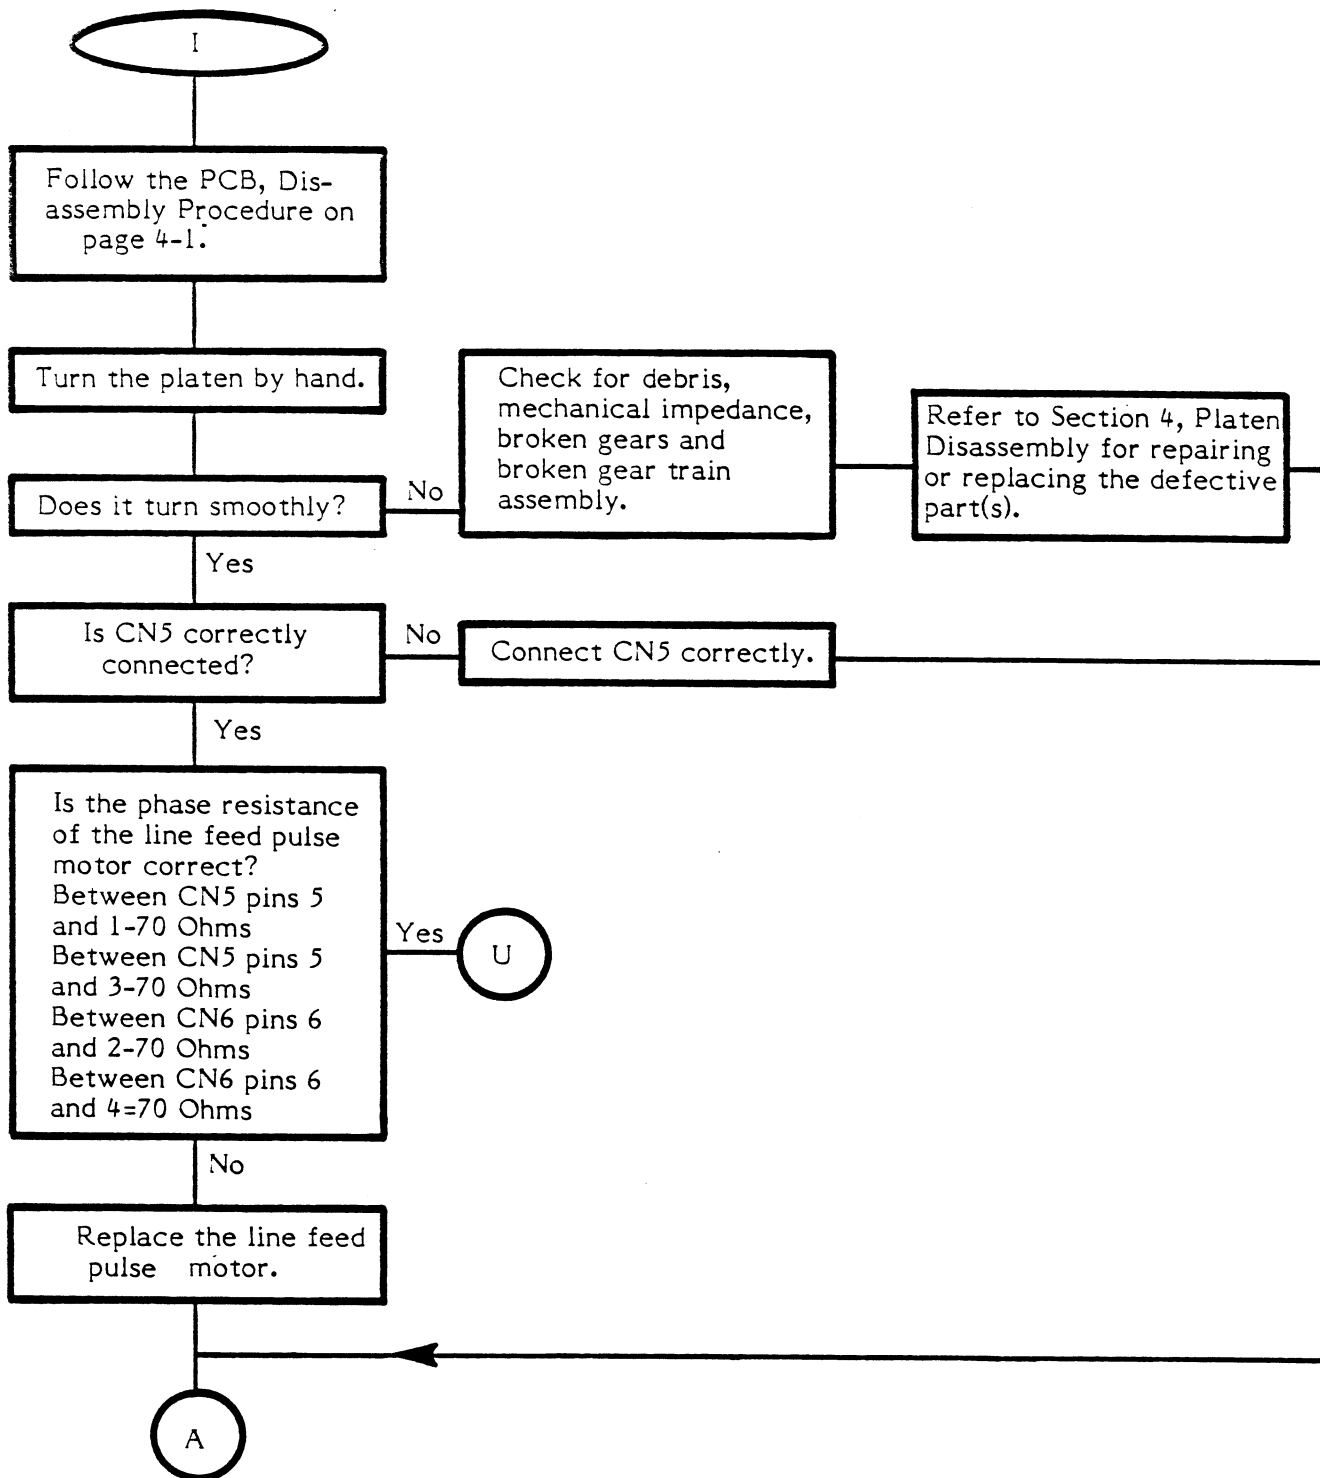 I
Follow the PCB, Dis-
assembly Procedure on
page 4-1.
Turn the platen by hand.
Does it turn smoothly?
No
Check for debris,
mechanical impedance,
broken gears and
broken gear train
assembly.
Refer to Section 4, Platen
Disassembly for repairing
or replacing the defective
part(s).
Yes
Is CN5 correctly
connected?
No
Connect CN5 correctly.
Yes
Is the phase resistance
of the line feed pulse
motor correct?
Between CN5 pins 5
and 1-70 Ohms
Between CN5 pins 5
and 3-70 Ohms
Between CN6 pins 6
and 2-70 Ohms
Between CN6 pins 6
and 4=70 Ohms
Yes
U
No
Replace the line feed
pulse motor.
A